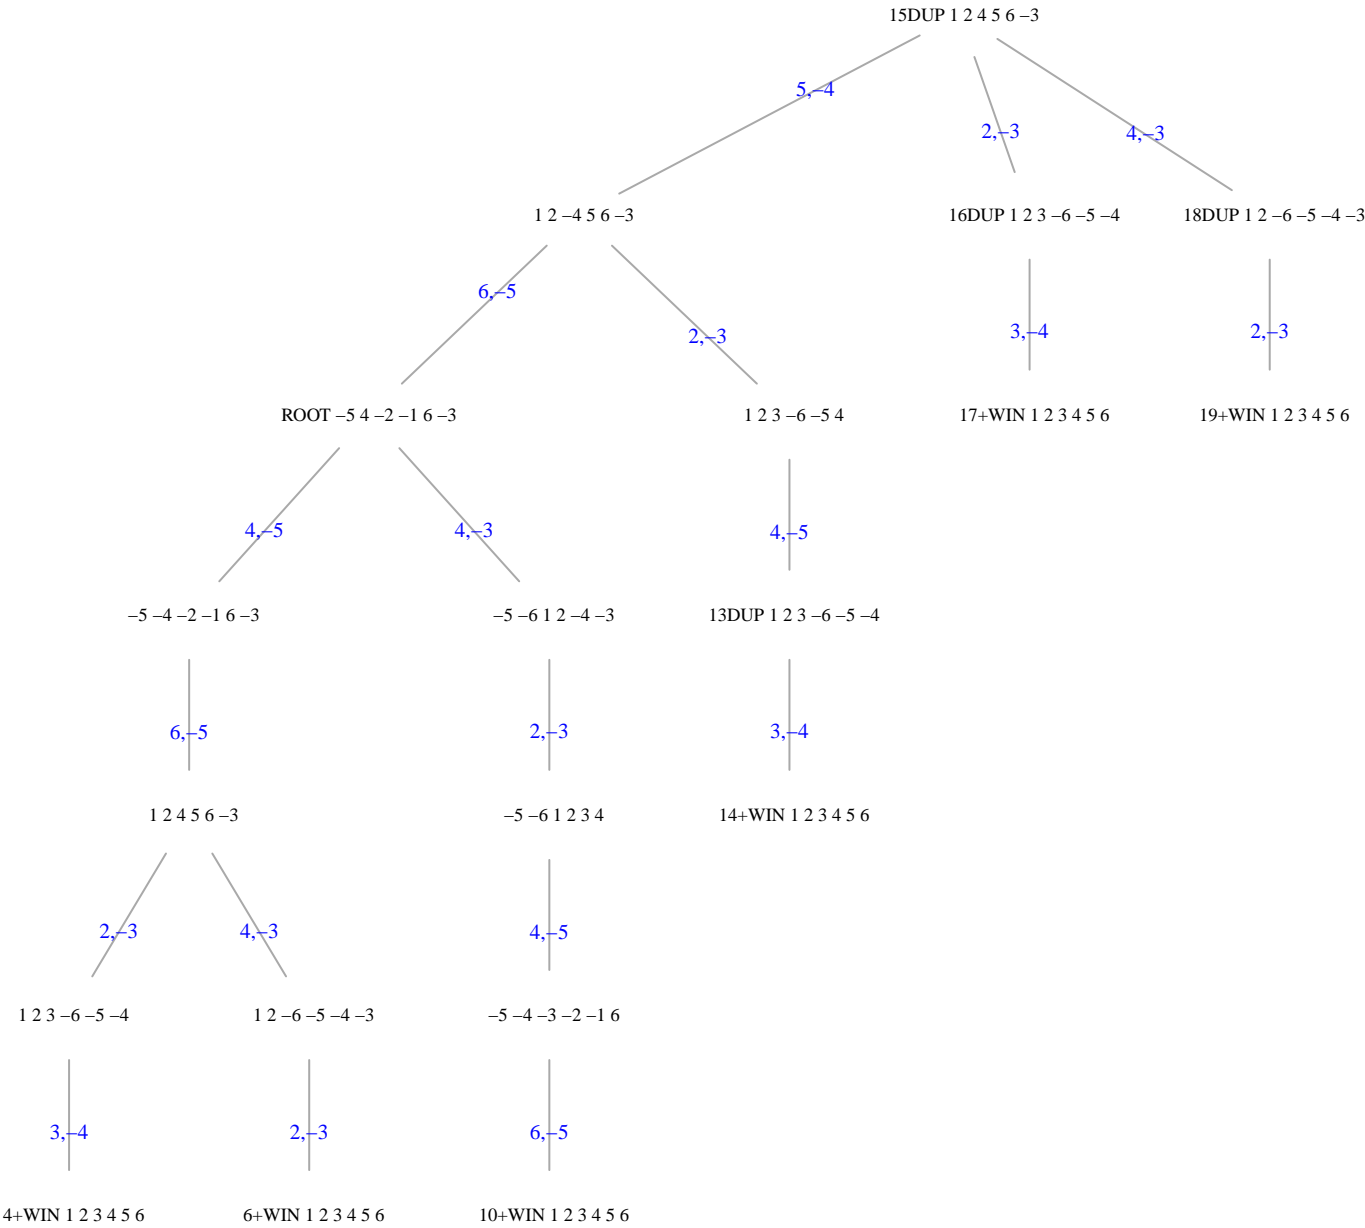 15DUP 1 2 4 5 6 –3
5,–4
2,–3
4,–3
1 2 –4 5 6 –3
16DUP 1 2 3 –6 –5 –4
18DUP 1 2 –6 –5 –4 –3
6,–5
2,–3
3,–4
2,–3
ROOT –5 4 –2 –1 6 –3
1 2 3 –6 –5 4
17+WIN 1 2 3 4 5 6
19+WIN 1 2 3 4 5 6
4,–5
4,–3
4,–5
–5 –4 –2 –1 6 –3
–5 –6 1 2 –4 –3
13DUP 1 2 3 –6 –5 –4
6,–5
2,–3
3,–4
1 2 4 5 6 –3
–5 –6 1 2 3 4
14+WIN 1 2 3 4 5 6
2,–3
4,–3
4,–5
1 2 3 –6 –5 –4
1 2 –6 –5 –4 –3
–5 –4 –3 –2 –1 6
3,–4
2,–3
6,–5
4+WIN 1 2 3 4 5 6
6+WIN 1 2 3 4 5 6
10+WIN 1 2 3 4 5 6